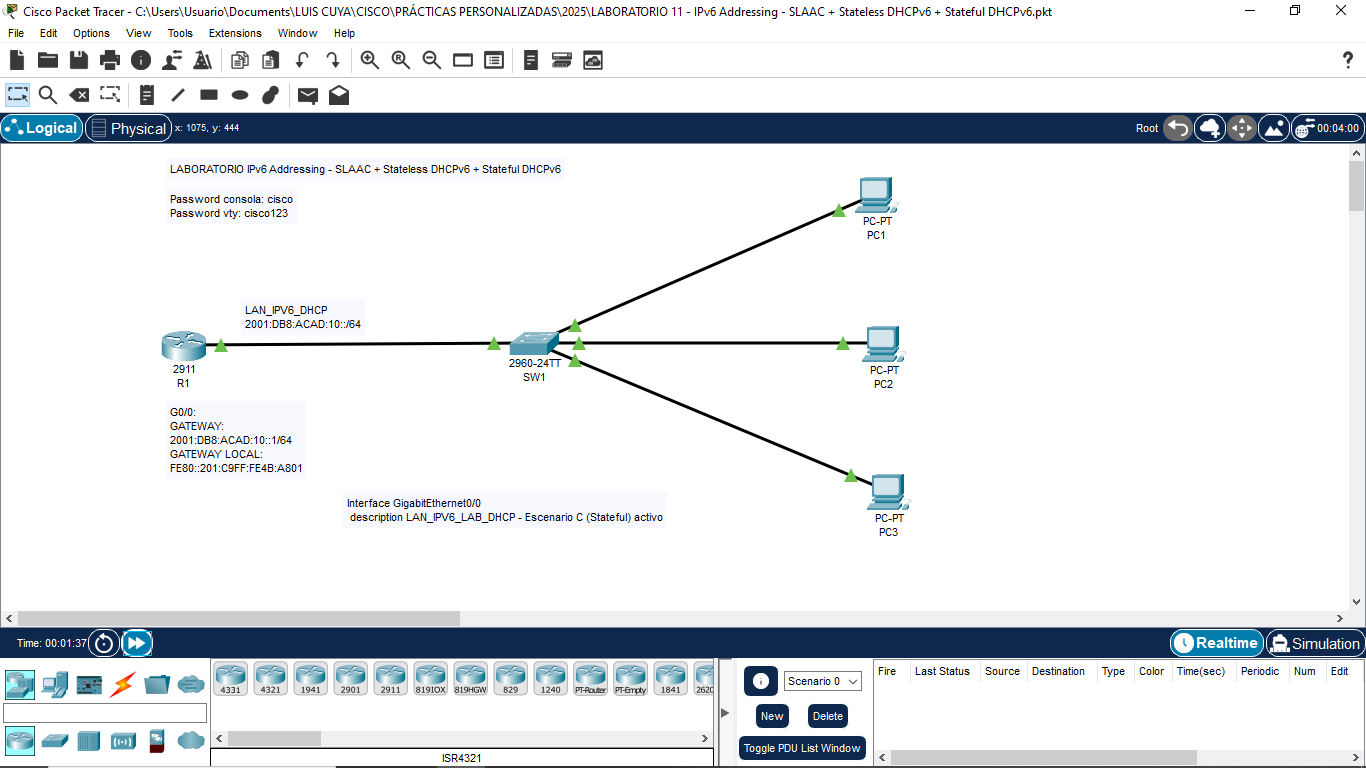 Cisco Packet Tracer - C:\Users\Usuario\Documents\LUIS CUYA\CISCO\PRÁCTICAS PERSONALIZADAS\2025\LABORATORIO 11 - IPv6 Addressing - SLAAC + Stateless DHCPv6 + Stateful DHCPv6.pkt
File Edit Options View Tools Extensions Window Help
?
Logical Physical x: 1075, y: 444 Root 00:04:00
LABORATORIO IPv6 Addressing - SLAAC + Stateless DHCPv6 + Stateful DHCPv6
Password consola: cisco
Password vty: cisco123
PC-PT
PC1
LAN_IPV6_DHCP
2001:DB8:ACAD:10::/64
2911
R1
2960-24TT
SW1
PC-PT
PC2
G0/0:
GATEWAY:
2001:DB8:ACAD:10::1/64
GATEWAY LOCAL:
FE80::201:C9FF:FE4B:A801
Interface GigabitEthernet0/0
description LAN_IPV6_LAB_DHCP - Escenario C (Stateful) activo
PC-PT
PC3
Time: 00:01:37 Realtime Simulation
4331 4321 1941 2901 2911 819IOX 819HGW 829 1240 PT-Router PT-Empty 1841 2620
ISR4321
Scenario 0
New Delete
Toggle PDU List Window
Fire Last Status Source Destination Type Color Time(sec) Periodic Num Edit